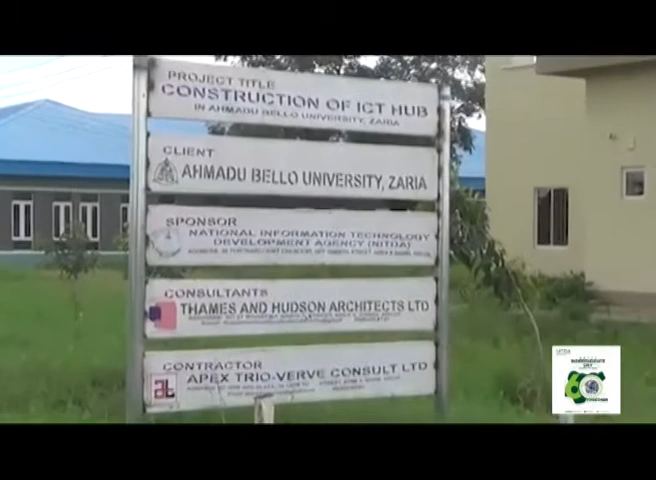 PROJECT TITLE
CONSTRUCTION OF ICT HUB
IN AHMADU BELLO UNIVERSITY, ZARIA
CLIENT
AHMADU BELLO UNIVERSITY, ZARIA
SPONSOR
NATIONAL INFORMATION TECHNOLOGY
DEVELOPMENT AGENCY (NITDA)
CONSULTANTS
THAMES AND HUDSON ARCHITECTS LTD
CONTRACTOR
APEX TRIO-VERVE CONSULT LTD